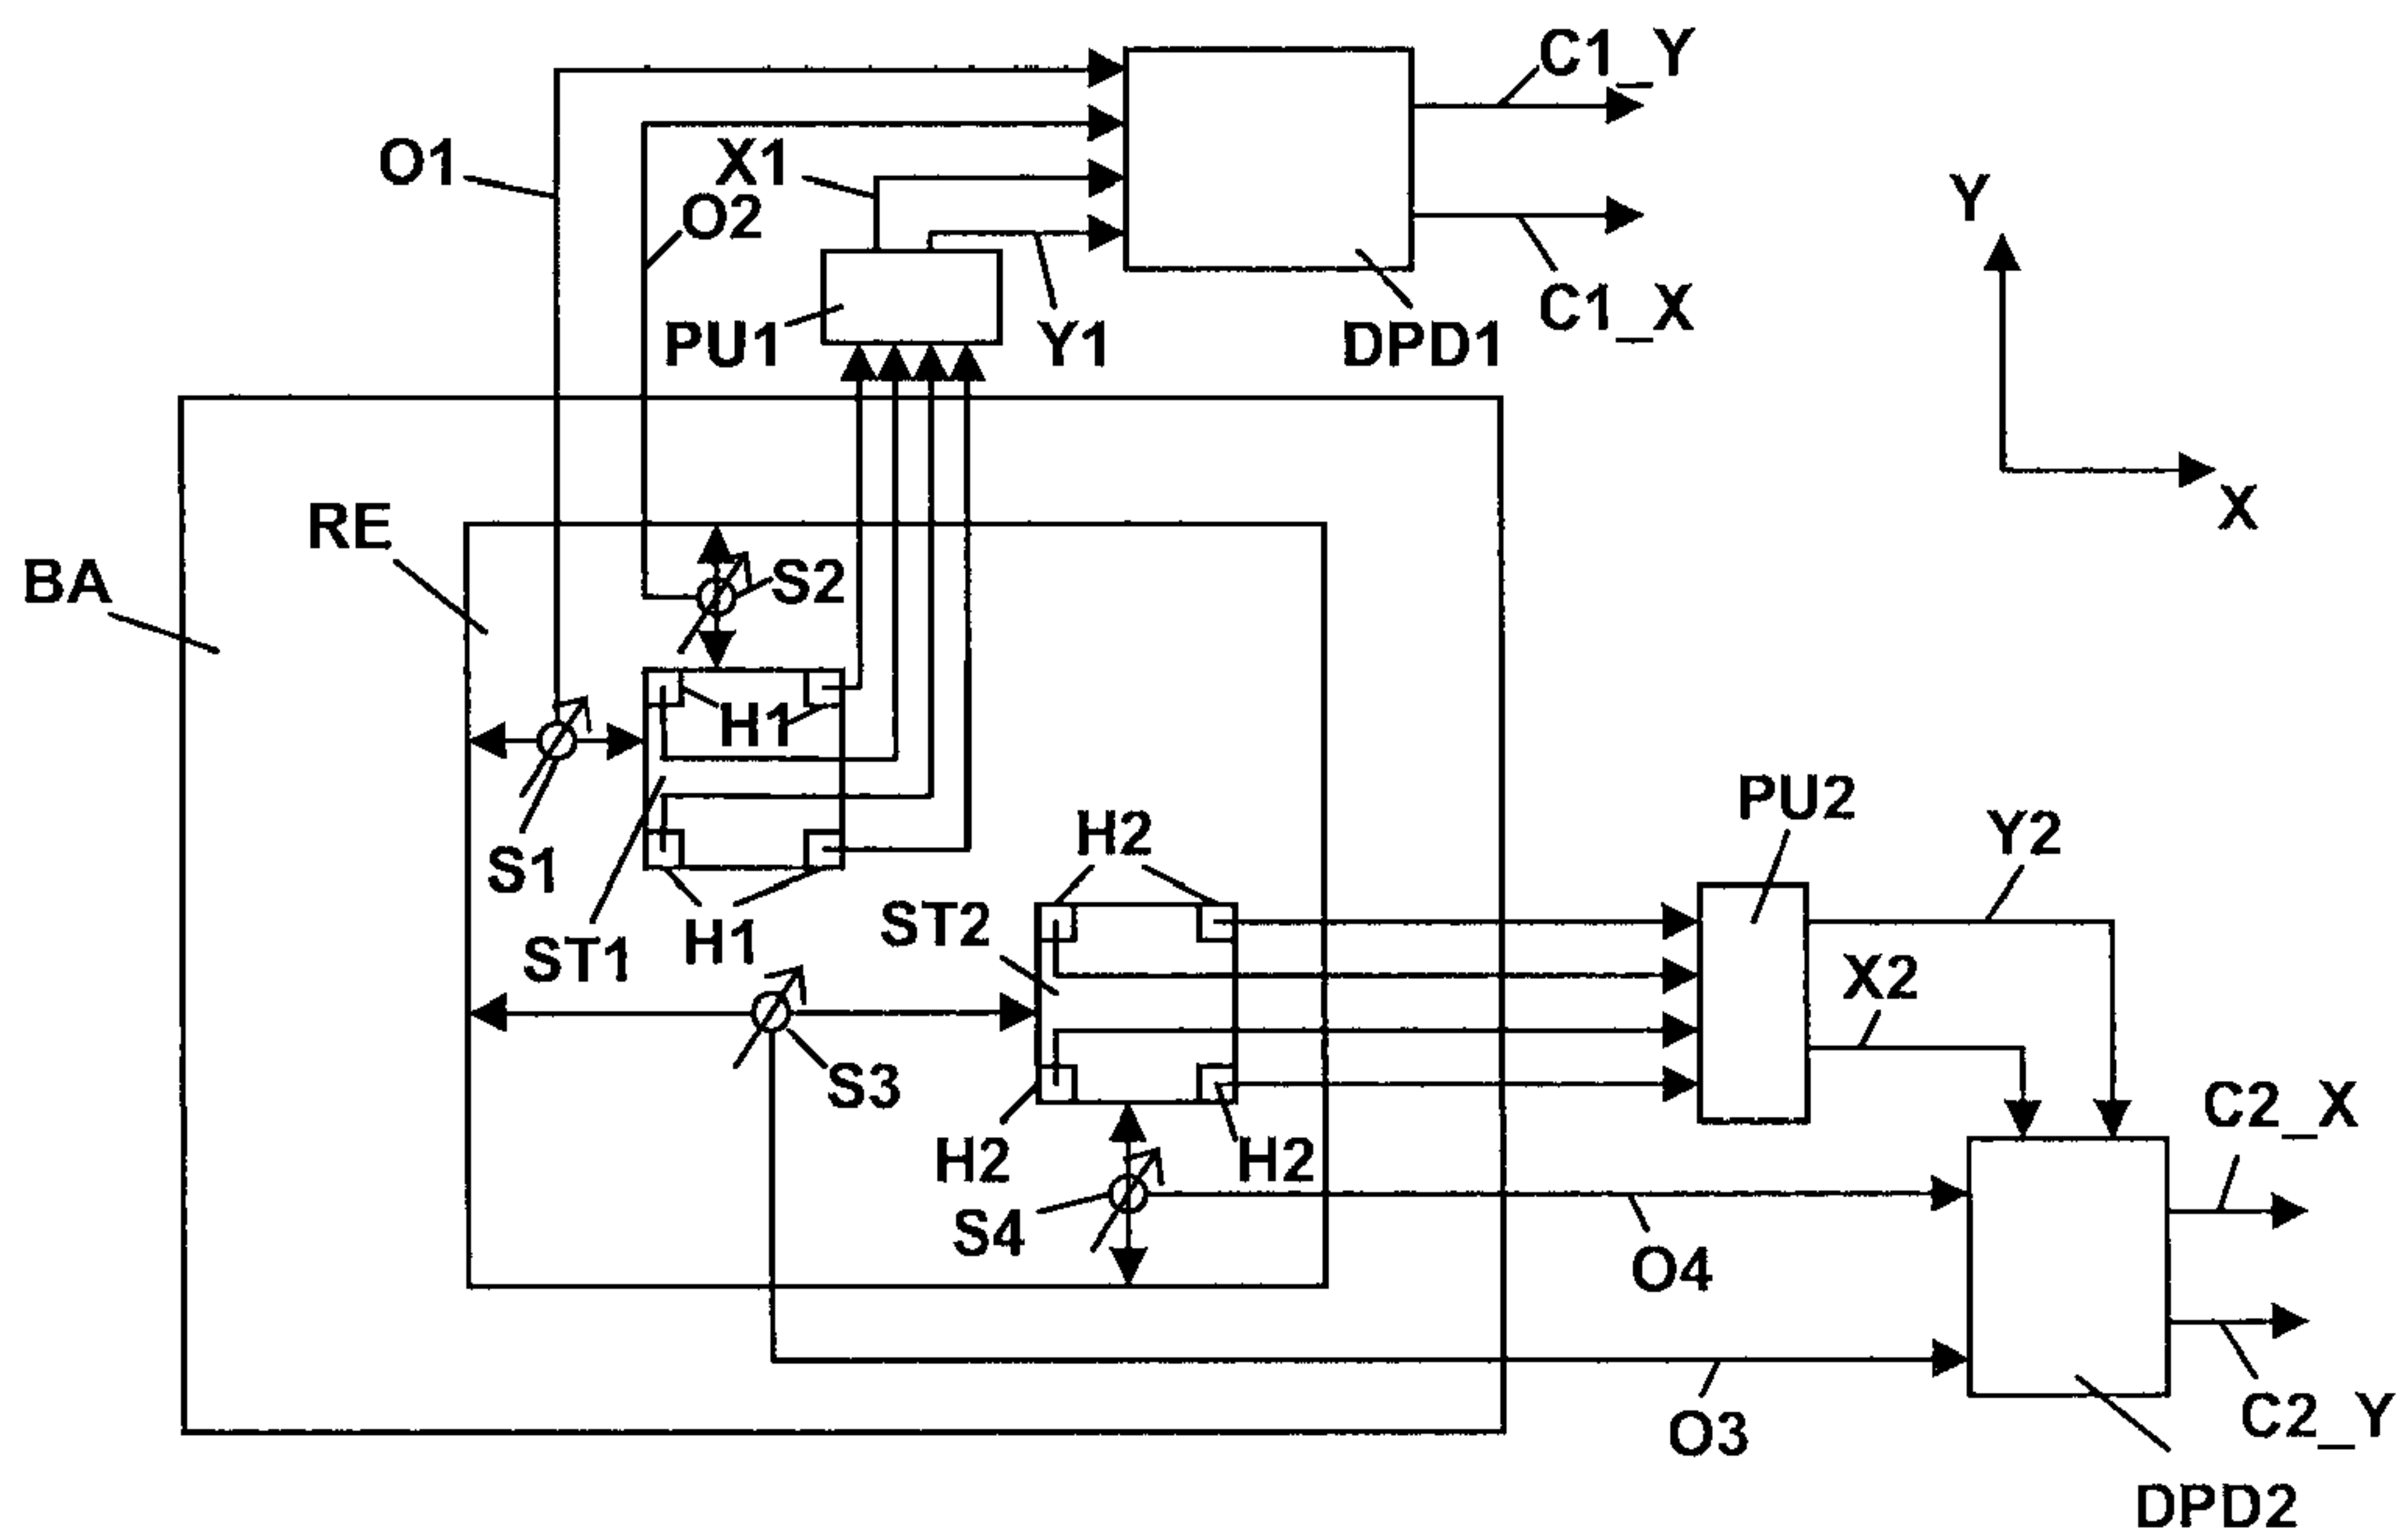 C1_Y
O1
X1
O2
Y
C1_X
PU1
Y1
DPD1
X
RE
BA
S2
H1
PU2
H2
Y2
S1
ST2
H1
ST1
X2
S3
C2_X
H2
H2
S4
O4
C2_Y
O3
DPD2